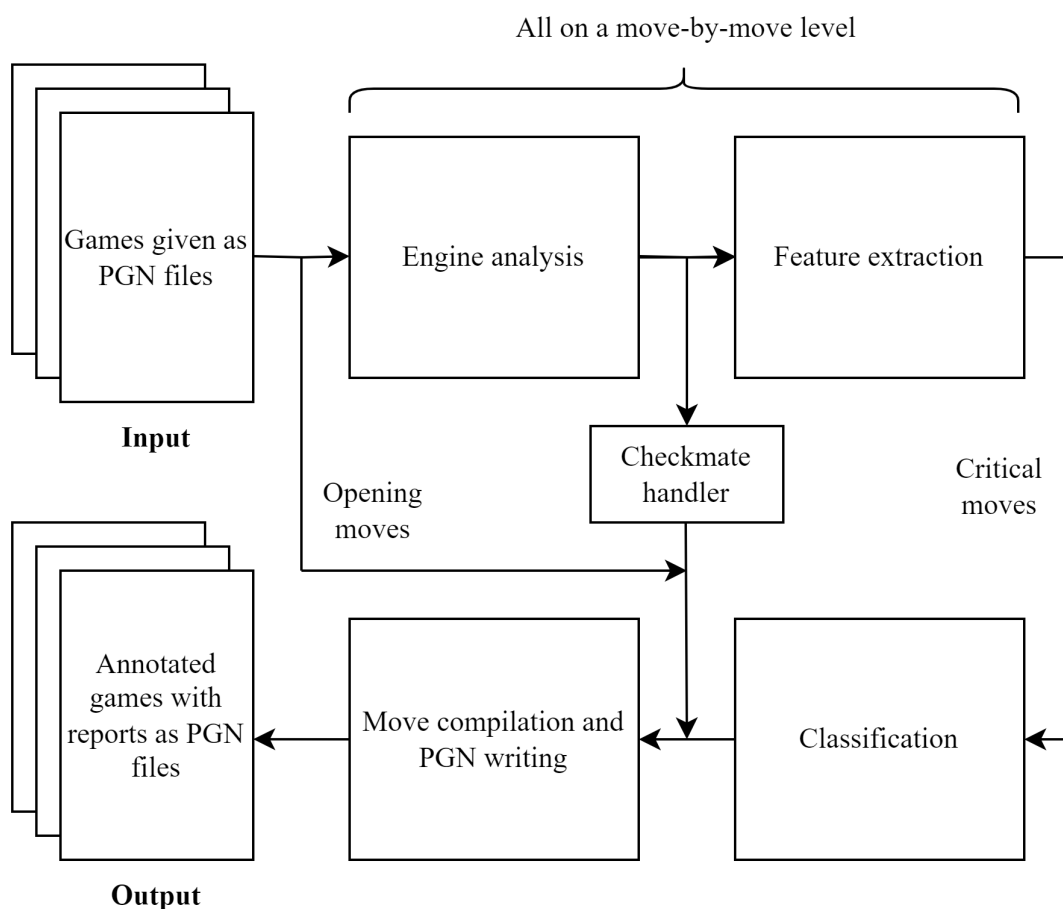 All on a move-by-move level
Games given as
PGN files
Engine analysis
Feature extraction
Input
Checkmate
handler
Opening
moves
Critical
moves
Annotated
games with
reports as PGN
files
Move compilation and
PGN writing
Classification
Output